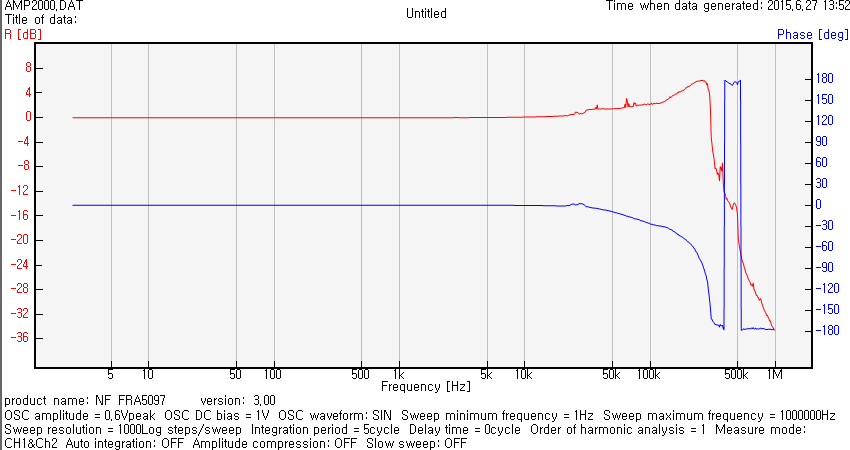 AMP2000,DAT
Time when data generated: 2015,6,27 13:52
Title of data:
Untitled
R [dB]
Phase [deg]
8
4
0
-4
-8
-12
-16
-20
-24
-28
-32
-36
180
150
120
90
60
30
0
-30
-60
-90
-120
-150
-180
5 10 50 100 500 1k 5k 10k 50k 100k 500k 1M
Frequency [Hz]
product name: NF FRA5097 version: 3,00
OSC amplitude = 0,6Vpeak OSC DC bias = 1V OSC waveform: SIN Sweep minimum frequency = 1Hz Sweep maximum frequency = 1000000Hz
Sweep resolution = 1000Log steps/sweep Integration period = 5cycle Delay time = 0cycle Order of harmonic analysis = 1 Measure mode:
CH1&Ch2 Auto integration: OFF Amplitude compression: OFF Slow sweep: OFF